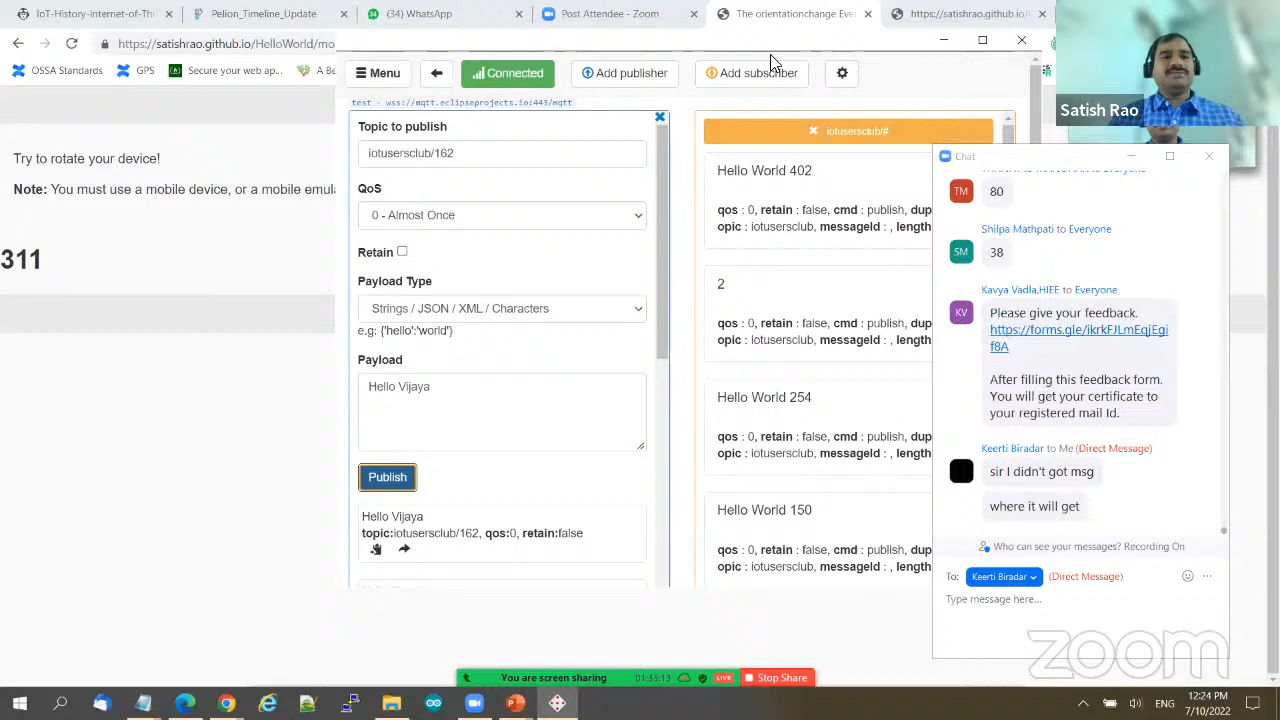 IoT-History-Horizon-and
Pelion_Timeline_Update
(34) WhatsApp
Post Attendee - Zoom
The orientationchange Eve
https://satishrao.github.io/
https://satishrao.github.io/HelloWorld/mo
OSSA Standards
GPS
Secure your web ap...
A Be
Menu
Connected
Add publisher
Add subscriber
Satish Rao
test - wss://mqtt.eclipseprojects.io:443/mqtt
Topic to publish
iotusersclub/162
QoS
0 - Almost Once
Retain
Payload Type
Strings / JSON / XML / Characters
e.g: {'hello':'world'}
Payload
Hello Vijaya
Publish
Hello Vijaya
topic:iotusersclub/162, qos:0, retain:false
Try to rotate your device!
Note: You must use a mobile device, or a mobile emula
311
iotusersclub/#
Hello World 402
qos : 0, retain : false, cmd : publish, dup
opic : iotusersclub, messageId : , length
2
qos : 0, retain : false, cmd : publish, dup
opic : iotusersclub, messageId : , length
Hello World 254
qos : 0, retain : false, cmd : publish, dup
opic : iotusersclub, messageId : , length
Hello World 150
qos : 0, retain : false, cmd : publish, dup
opic : iotusersclub, messageId : , length
Chat
TM
80
Shilpa Mathpati to Everyone
SM
38
Kavya Vadla,HIEE to Everyone
KV
Please give your feedback.
https://forms.gle/ikrkFJLmEqjEgi
f8A
After filling this feedback form.
You will get your certificate to
your registered mail Id.
Keerti Biradar to Me (Direct Message)
sir I didn't got msg
where it will get
Who can see your messages? Recording On
To: Keerti Biradar (Direct Message)
Type message here...
zoom
You are screen sharing
01:33:13
LIVE
Stop Share
ENG
12:24 PM
7/10/2022